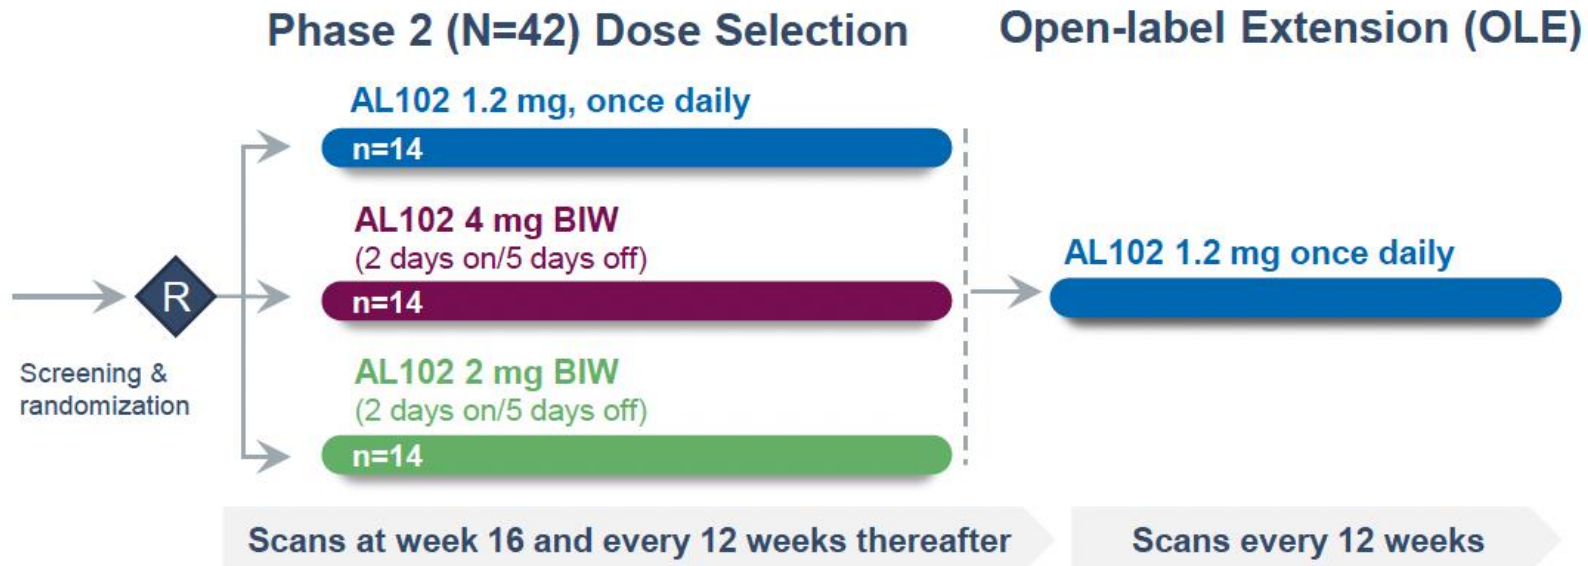 Phase 2 (N=42) Dose Selection
Open-label Extension (OLE)
AL102 1.2 mg, once daily
n=14
AL102 4 mg BIW
(2 days on/5 days off)
n=14
R
Screening &
randomization
AL102 2 mg BIW
(2 days on/5 days off)
n=14
AL102 1.2 mg once daily
Scans at week 16 and every 12 weeks thereafter
Scans every 12 weeks